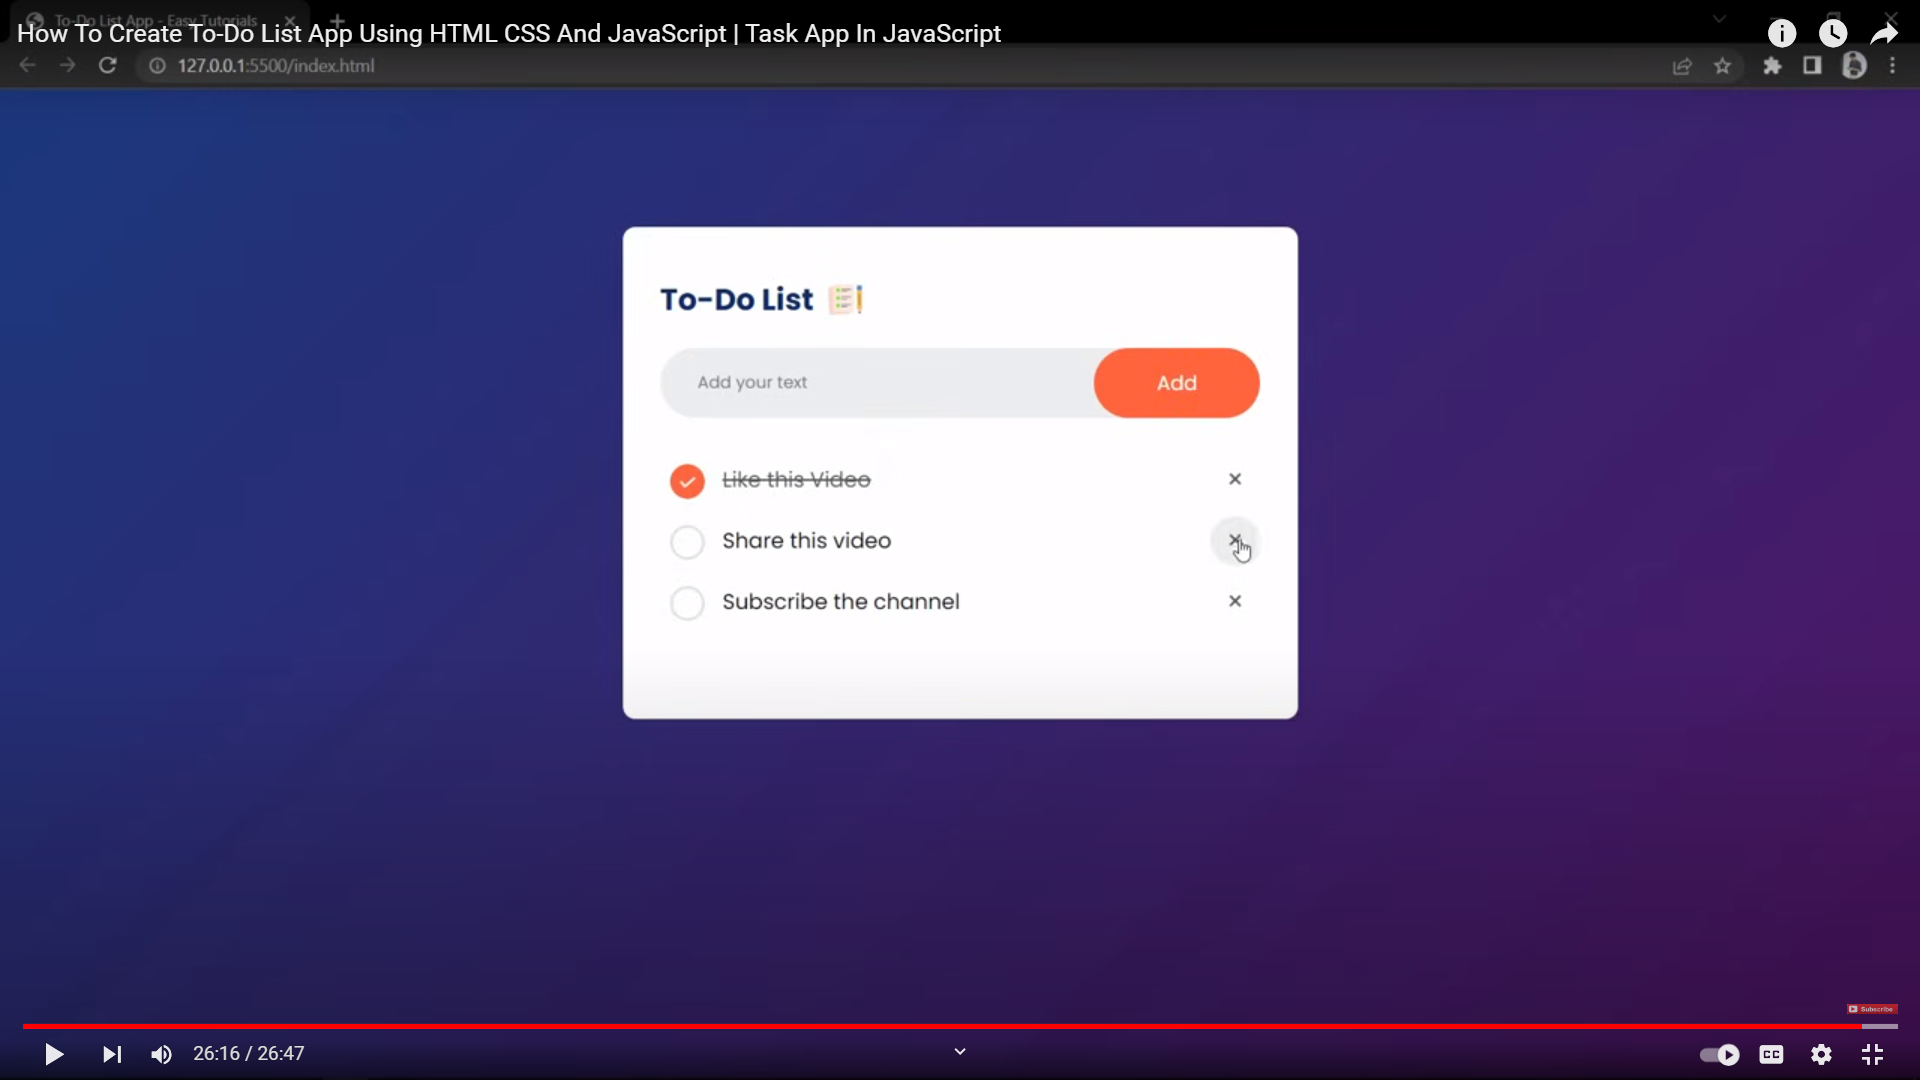 To-Do List App - Easy Tutorials
How To Create To-Do List App Using HTML CSS And JavaScript | Task App In JavaScript
127.0.0.1:5500/index.html
To-Do List
Add your text
Add
Like this Video
Share this video
Subscribe the channel
Subscribe
26:16 / 26:47
CC